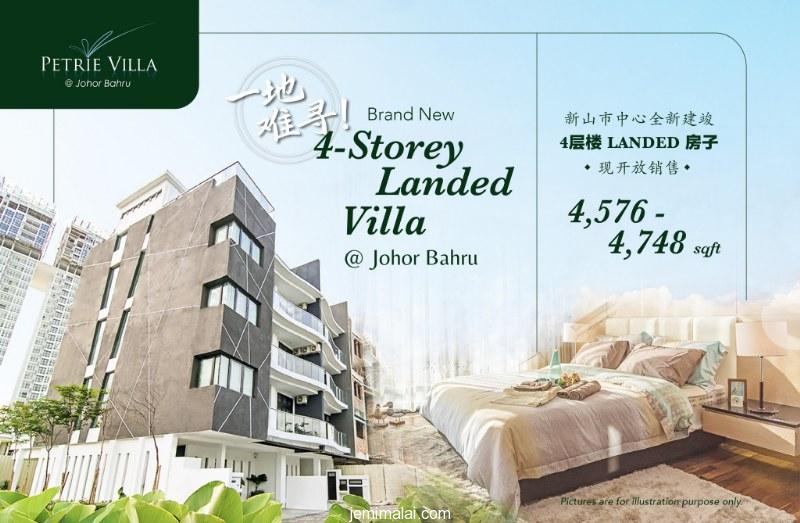 PETRIE VILLA
@ Johor Bahru
一地
难寻!
Brand New
4-Storey
Landed
Villa
@ Johor Bahru
新山市中心全新建竣
4层楼 LANDED 房子
• 现开放销售 •
4,576 -
4,748 sqft
Pictures are for illustration purpose only.
jemimalai.com